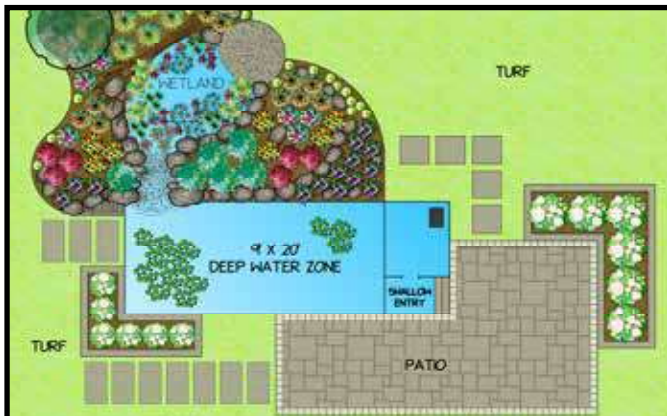 WETLAND
TURF
9' X 20'
DEEP WATER ZONE
SHALLOW
ENTRY
TURF
PATIO